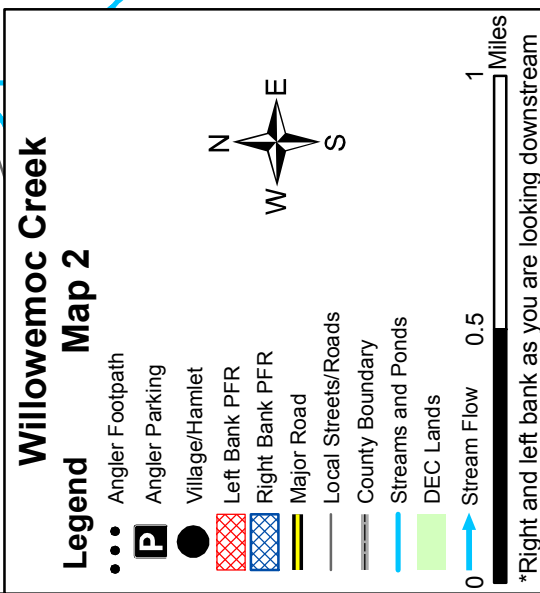 Willowemoc Creek
Legend Map 2
Angler Footpath
P Angler Parking
Village/Hamlet
Left Bank PFR
Right Bank PFR
Major Road
Local Streets/Roads
County Boundary
Streams and Ponds
DEC Lands
Stream Flow
N
E
S
W
0 0.5 1 Miles
*Right and left bank as you are looking downstream